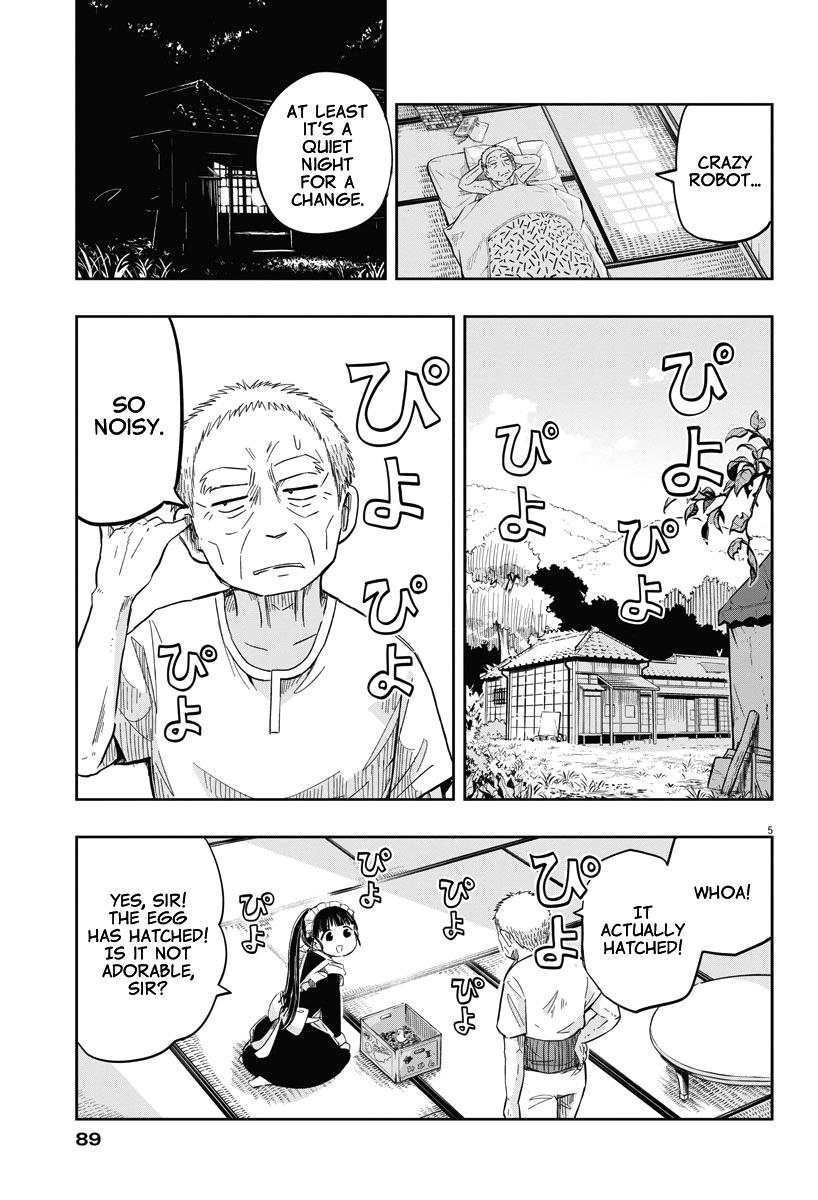 CRAZY
ROBOT...
AT LEAST
IT'S A
QUIET
NIGHT
FOR A
CHANGE.
ぴよ
ぴよ
ぴよ
SO
NOISY.
ぴよ
ぴよ
ぴよ
5
WHOA!
IT
ACTUALLY
HATCHED!
ぴよ
ぴよ
ぴよ
ぴよ
ぴよ
YES, SIR!
THE EGG
HAS HATCHED!
IS IT NOT
ADORABLE,
SIR?
89